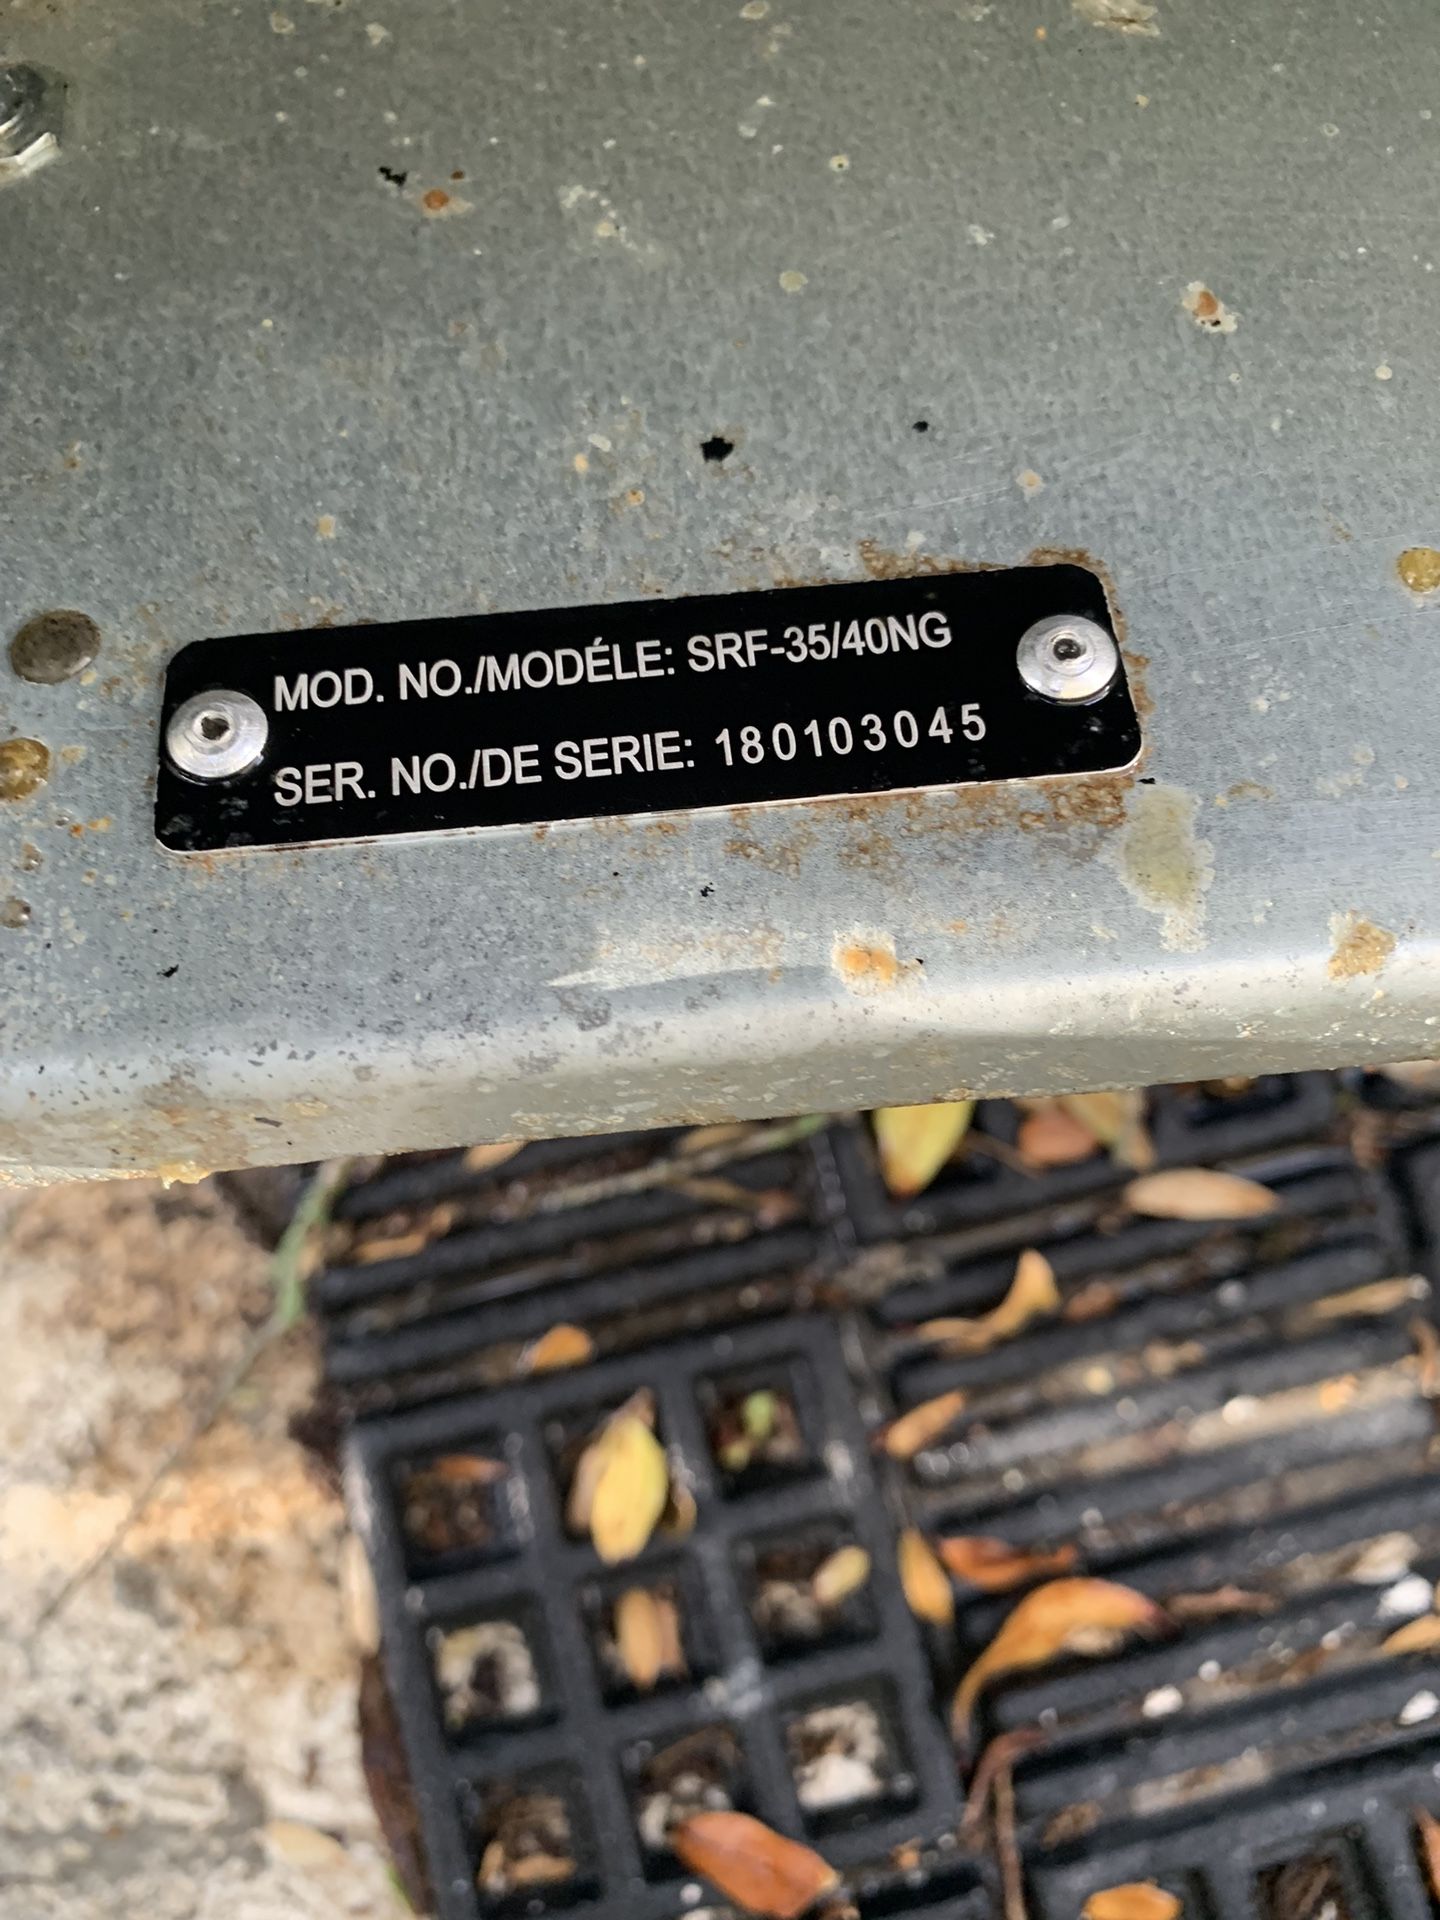 MOD. NO./MODÉLE: SRF-35/40NG
SER. NO./DE SERIE: 180103045